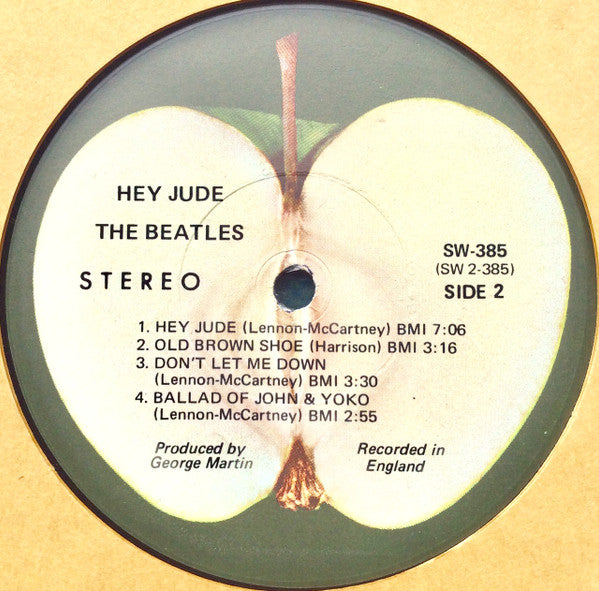 HEY JUDE
THE BEATLES
STEREO
SW-385
(SW 2-385)
SIDE 2
1. HEY JUDE (Lennon-McCartney) BMI 7:06
2. OLD BROWN SHOE (Harrison) BMI 3:16
3. DON'T LET ME DOWN
(Lennon-McCartney) BMI 3:30
4. BALLAD OF JOHN & YOKO
(Lennon-McCartney) BMI 2:55
Produced by
George Martin
Recorded in
England